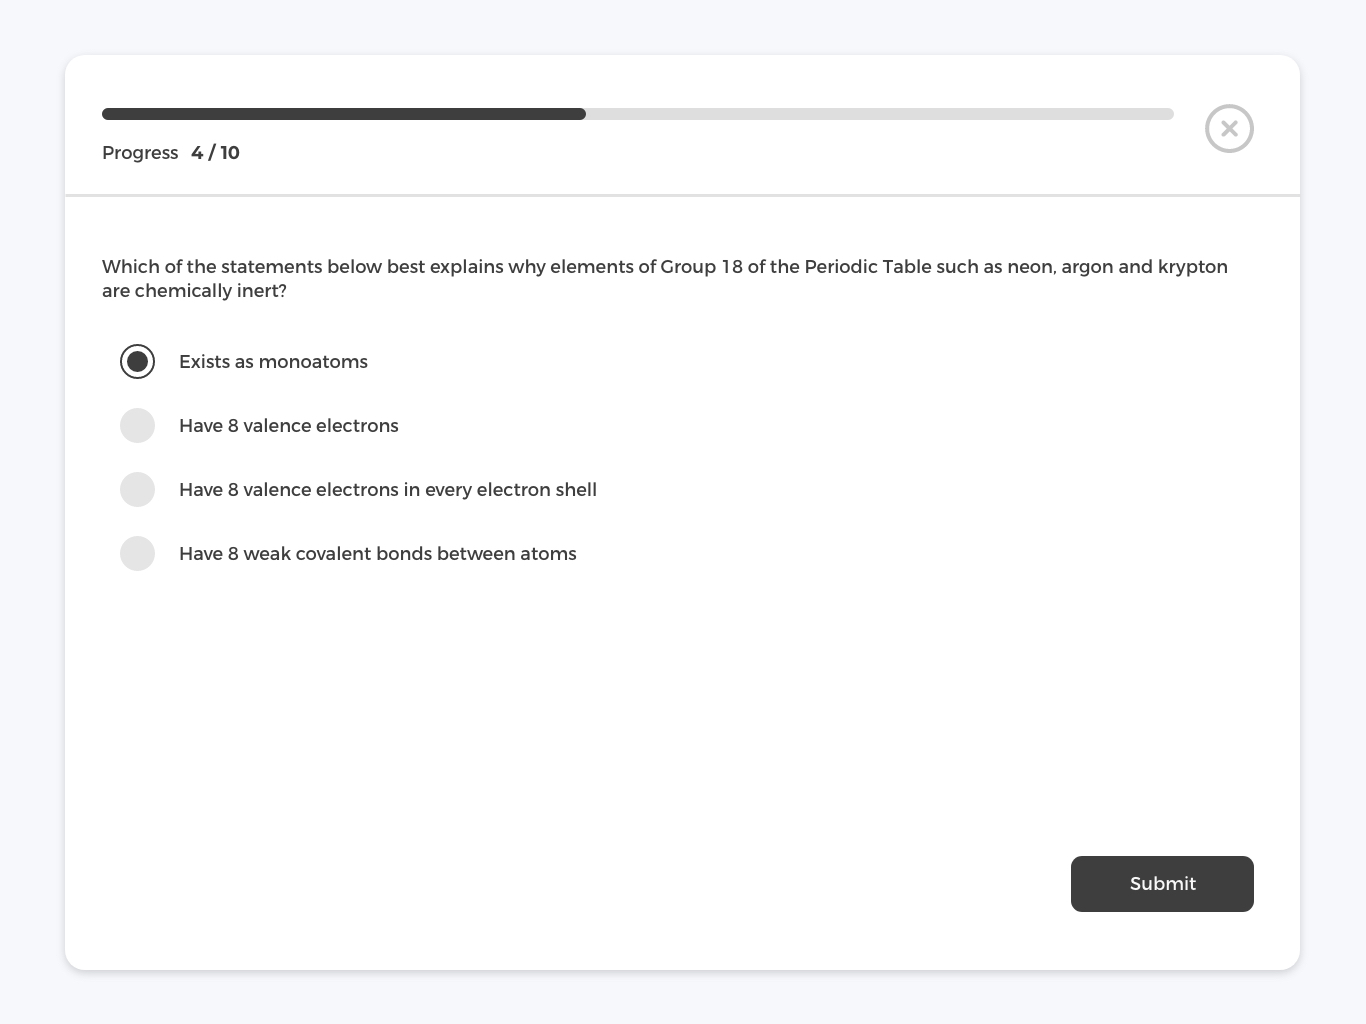 Progress 4 / 10
Which of the statements below best explains why elements of Group 18 of the Periodic Table such as neon, argon and krypton
are chemically inert?
Exists as monoatoms
Have 8 valence electrons
Have 8 valence electrons in every electron shell
Have 8 weak covalent bonds between atoms
Submit